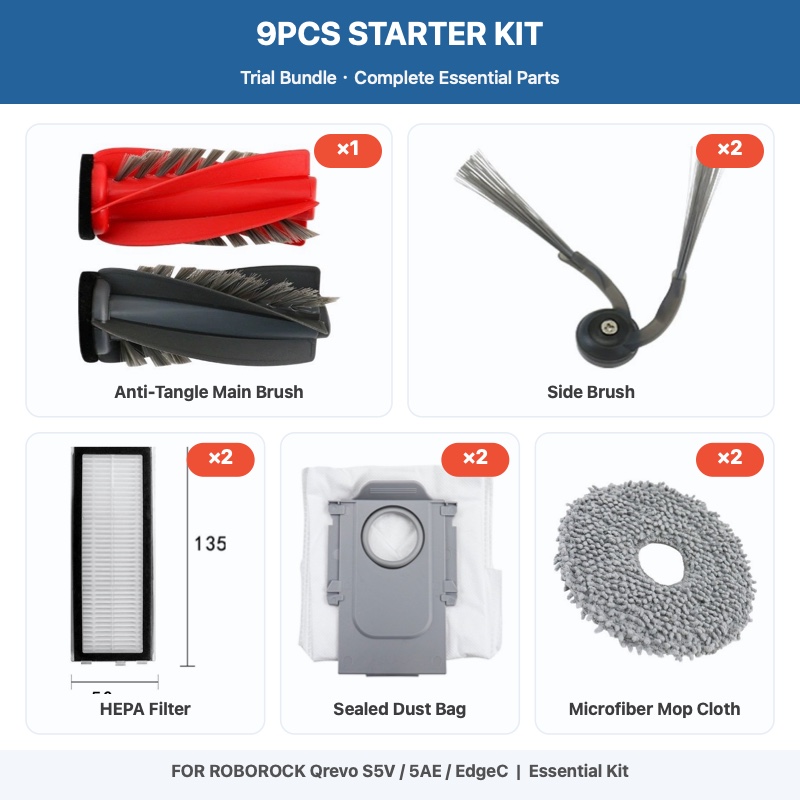 9PCS STARTER KIT
Trial Bundle · Complete Essential Parts
×1
Anti-Tangle Main Brush
×2
Side Brush
×2
135
HEPA Filter
×2
Sealed Dust Bag
×2
Microfiber Mop Cloth
FOR ROBOROCK Qrevo S5V / 5AE / EdgeC | Essential Kit